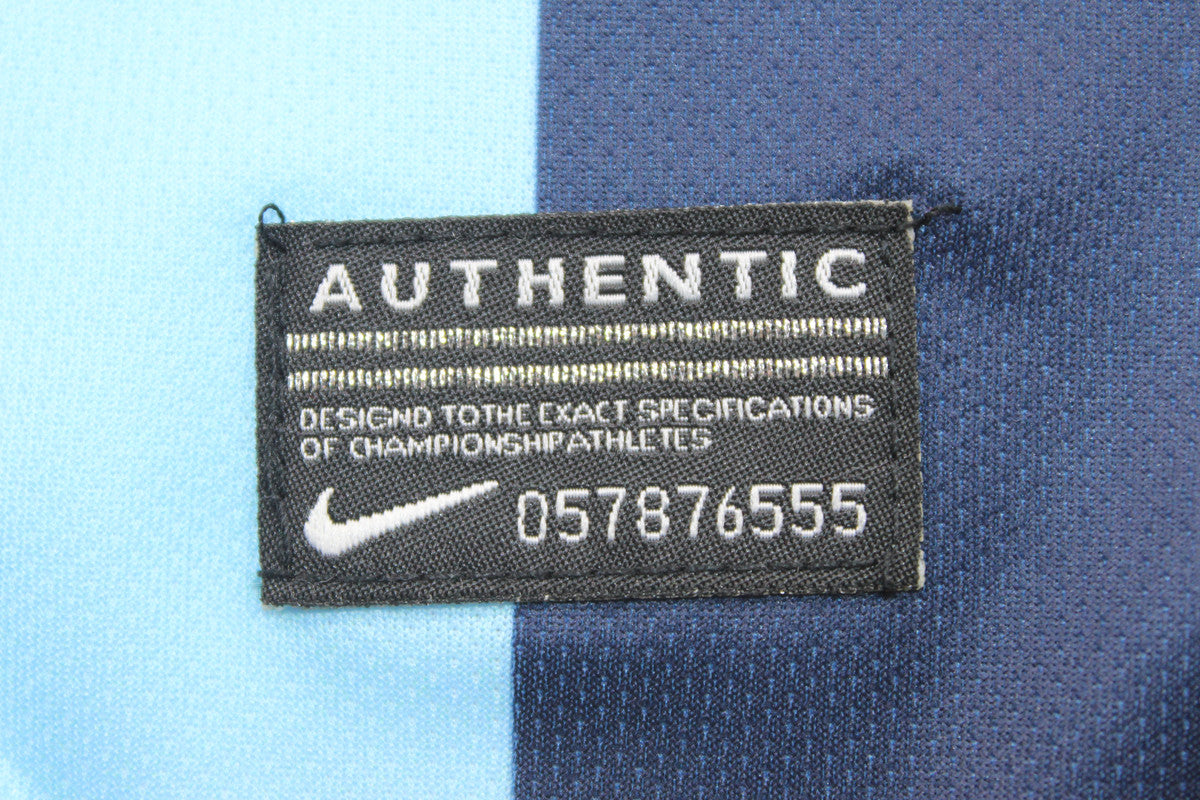 AUTHENTIC
DESIGND TOTHE EXACT SPECIFICATIONS
OF CHAMPIONSHIPATHLETES
057876555